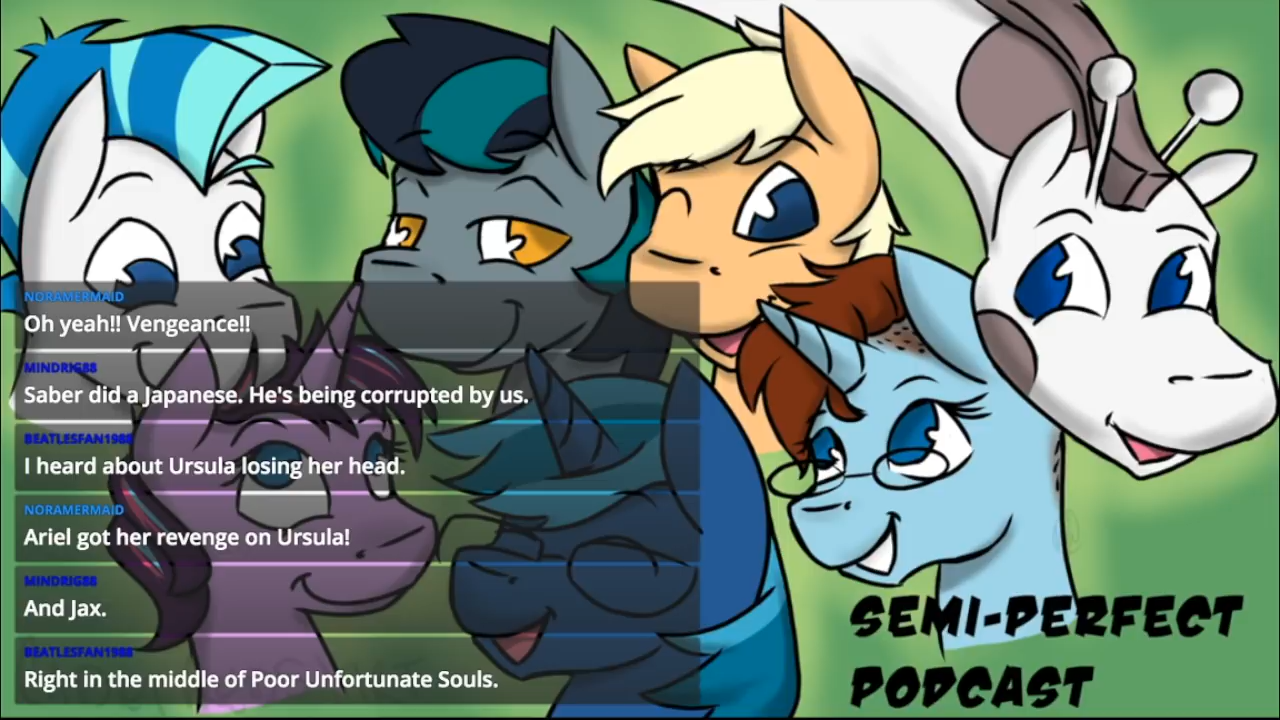 NORAMERMAID
Oh yeah!! Vengeance!!
MINDRIG88
Saber did a Japanese. He's being corrupted by us.
BEATLESFAN1988
I heard about Ursula losing her head.
NORAMERMAID
Ariel got her revenge on Ursula!
MINDRIG88
And Jax.
BEATLESFAN1988
Right in the middle of Poor Unfortunate Souls.
SEMI-PERFECT
PODCAST